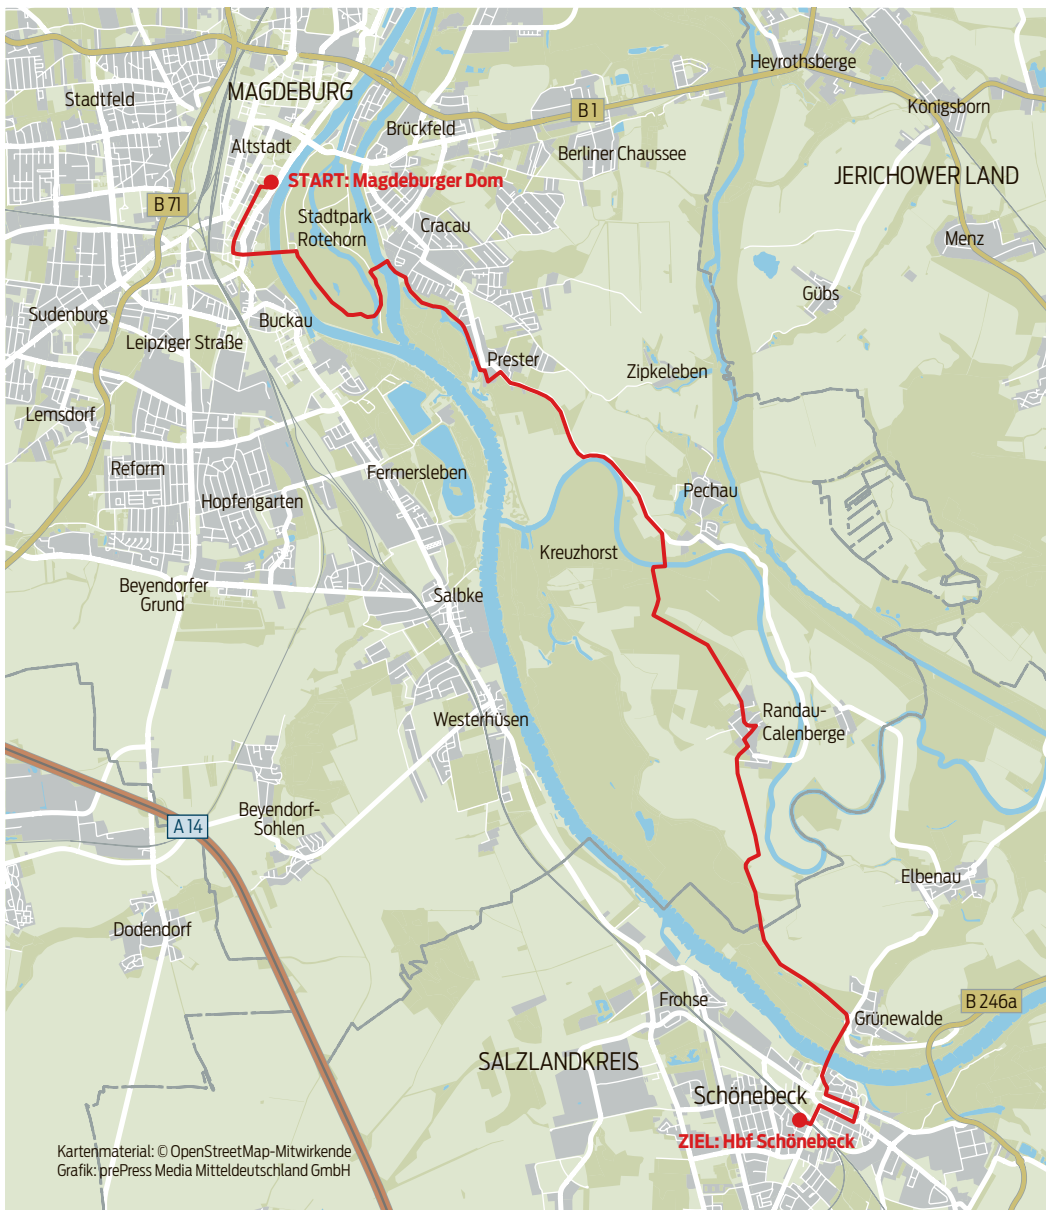 Heyrothsberge
MAGDEBURG
Stadtfeld
B 1
Königsborn
Brückfeld
Altstadt
Berliner Chaussee
JERICHOWER LAND
START: Magdeburger Dom
B 71
Stadtpark
Rotehorn
Cracau
Menz
Gübs
Sudenburg
Buckau
Leipziger Straße
Prester
Zipkeleben
Lemsdorf
Reform
Fermersleben
Hopfengarten
Pechau
Kreuzhorst
Beyendorfer
Grund
Salbke
Westerhüsen
Randau-
Calenberge
Beyendorf-
Sohlen
A 14
Elbenau
Dodendorf
Frohse
B 246a
Grünewalde
SALZLANDKREIS
Schönebeck
ZIEL: Hbf Schönebeck
Kartenmaterial: © OpenStreetMap-Mitwirkende
Grafik: prePress Media Mitteldeutschland GmbH